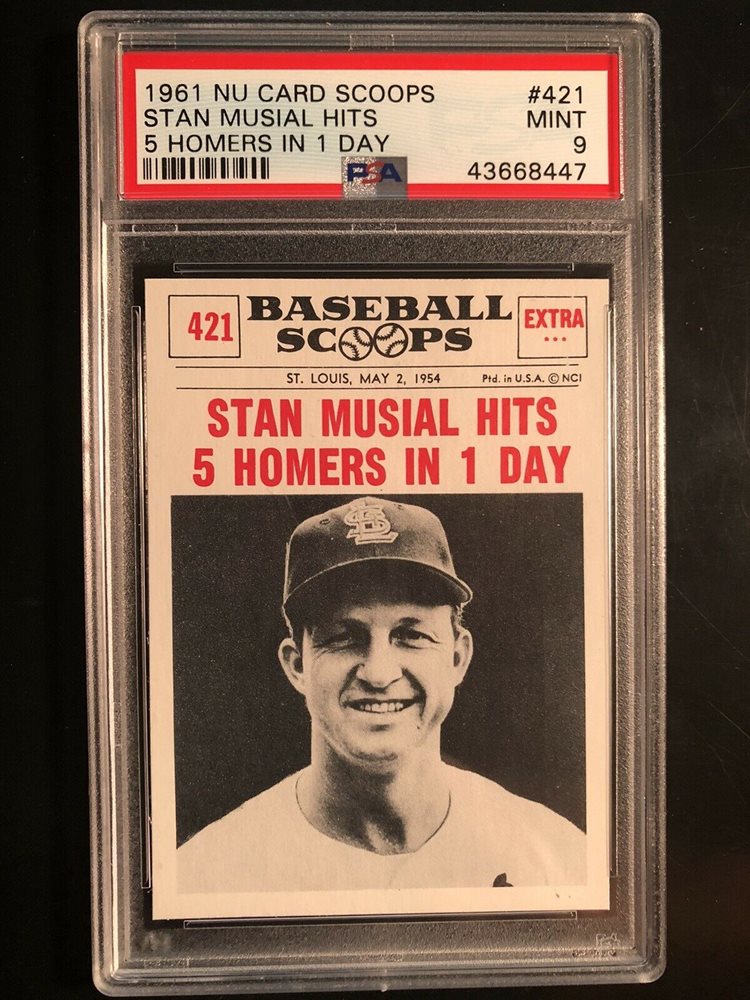 1961 NU CARD SCOOPS #421
STAN MUSIAL HITS MINT
5 HOMERS IN 1 DAY 9
PSA 43668447
421 BASEBALL EXTRA
SCOOPS ...
ST. LOUIS, MAY 2, 1954 Ptd. in U.S.A. © NCI
STAN MUSIAL HITS
5 HOMERS IN 1 DAY
STL